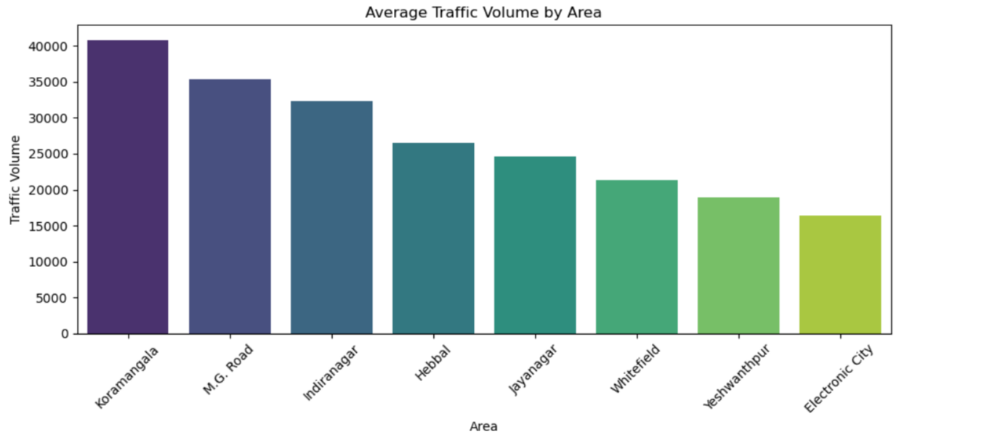 Average Traffic Volume by Area
Traffic Volume
40000
35000
30000
25000
20000
15000
10000
5000
0
Koramangala
M.G. Road
Indiranagar
Hebbal
Jayanagar
Whitefield
Yeshwanthpur
Electronic City
Area